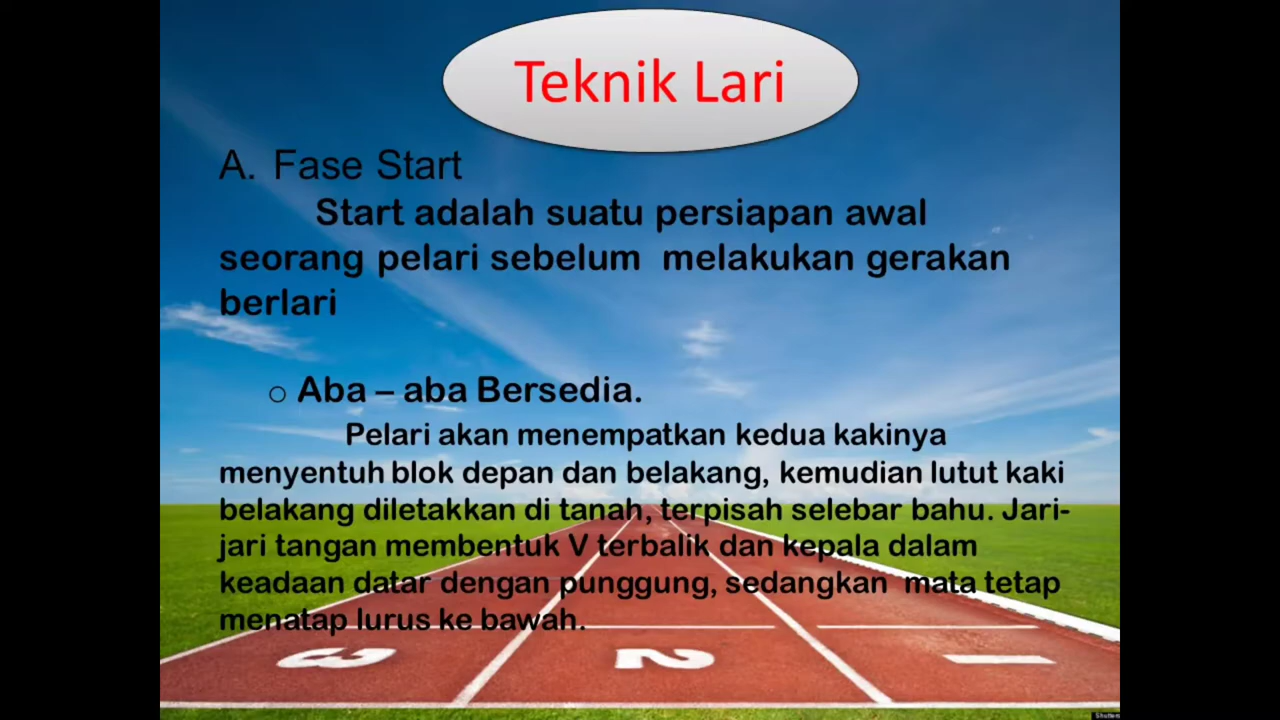 Teknik Lari
A. Fase Start
Start adalah suatu persiapan awal
seorang pelari sebelum melakukan gerakan
berlari
o Aba – aba Bersedia.
Pelari akan menempatkan kedua kakinya
menyentuh blok depan dan belakang, kemudian lutut kaki
belakang diletakkan di tanah, terpisah selebar bahu. Jari-
jari tangan membentuk V terbalik dan kepala dalam
keadaan datar dengan punggung, sedangkan mata tetap
menatap lurus ke bawah.
3 2 1